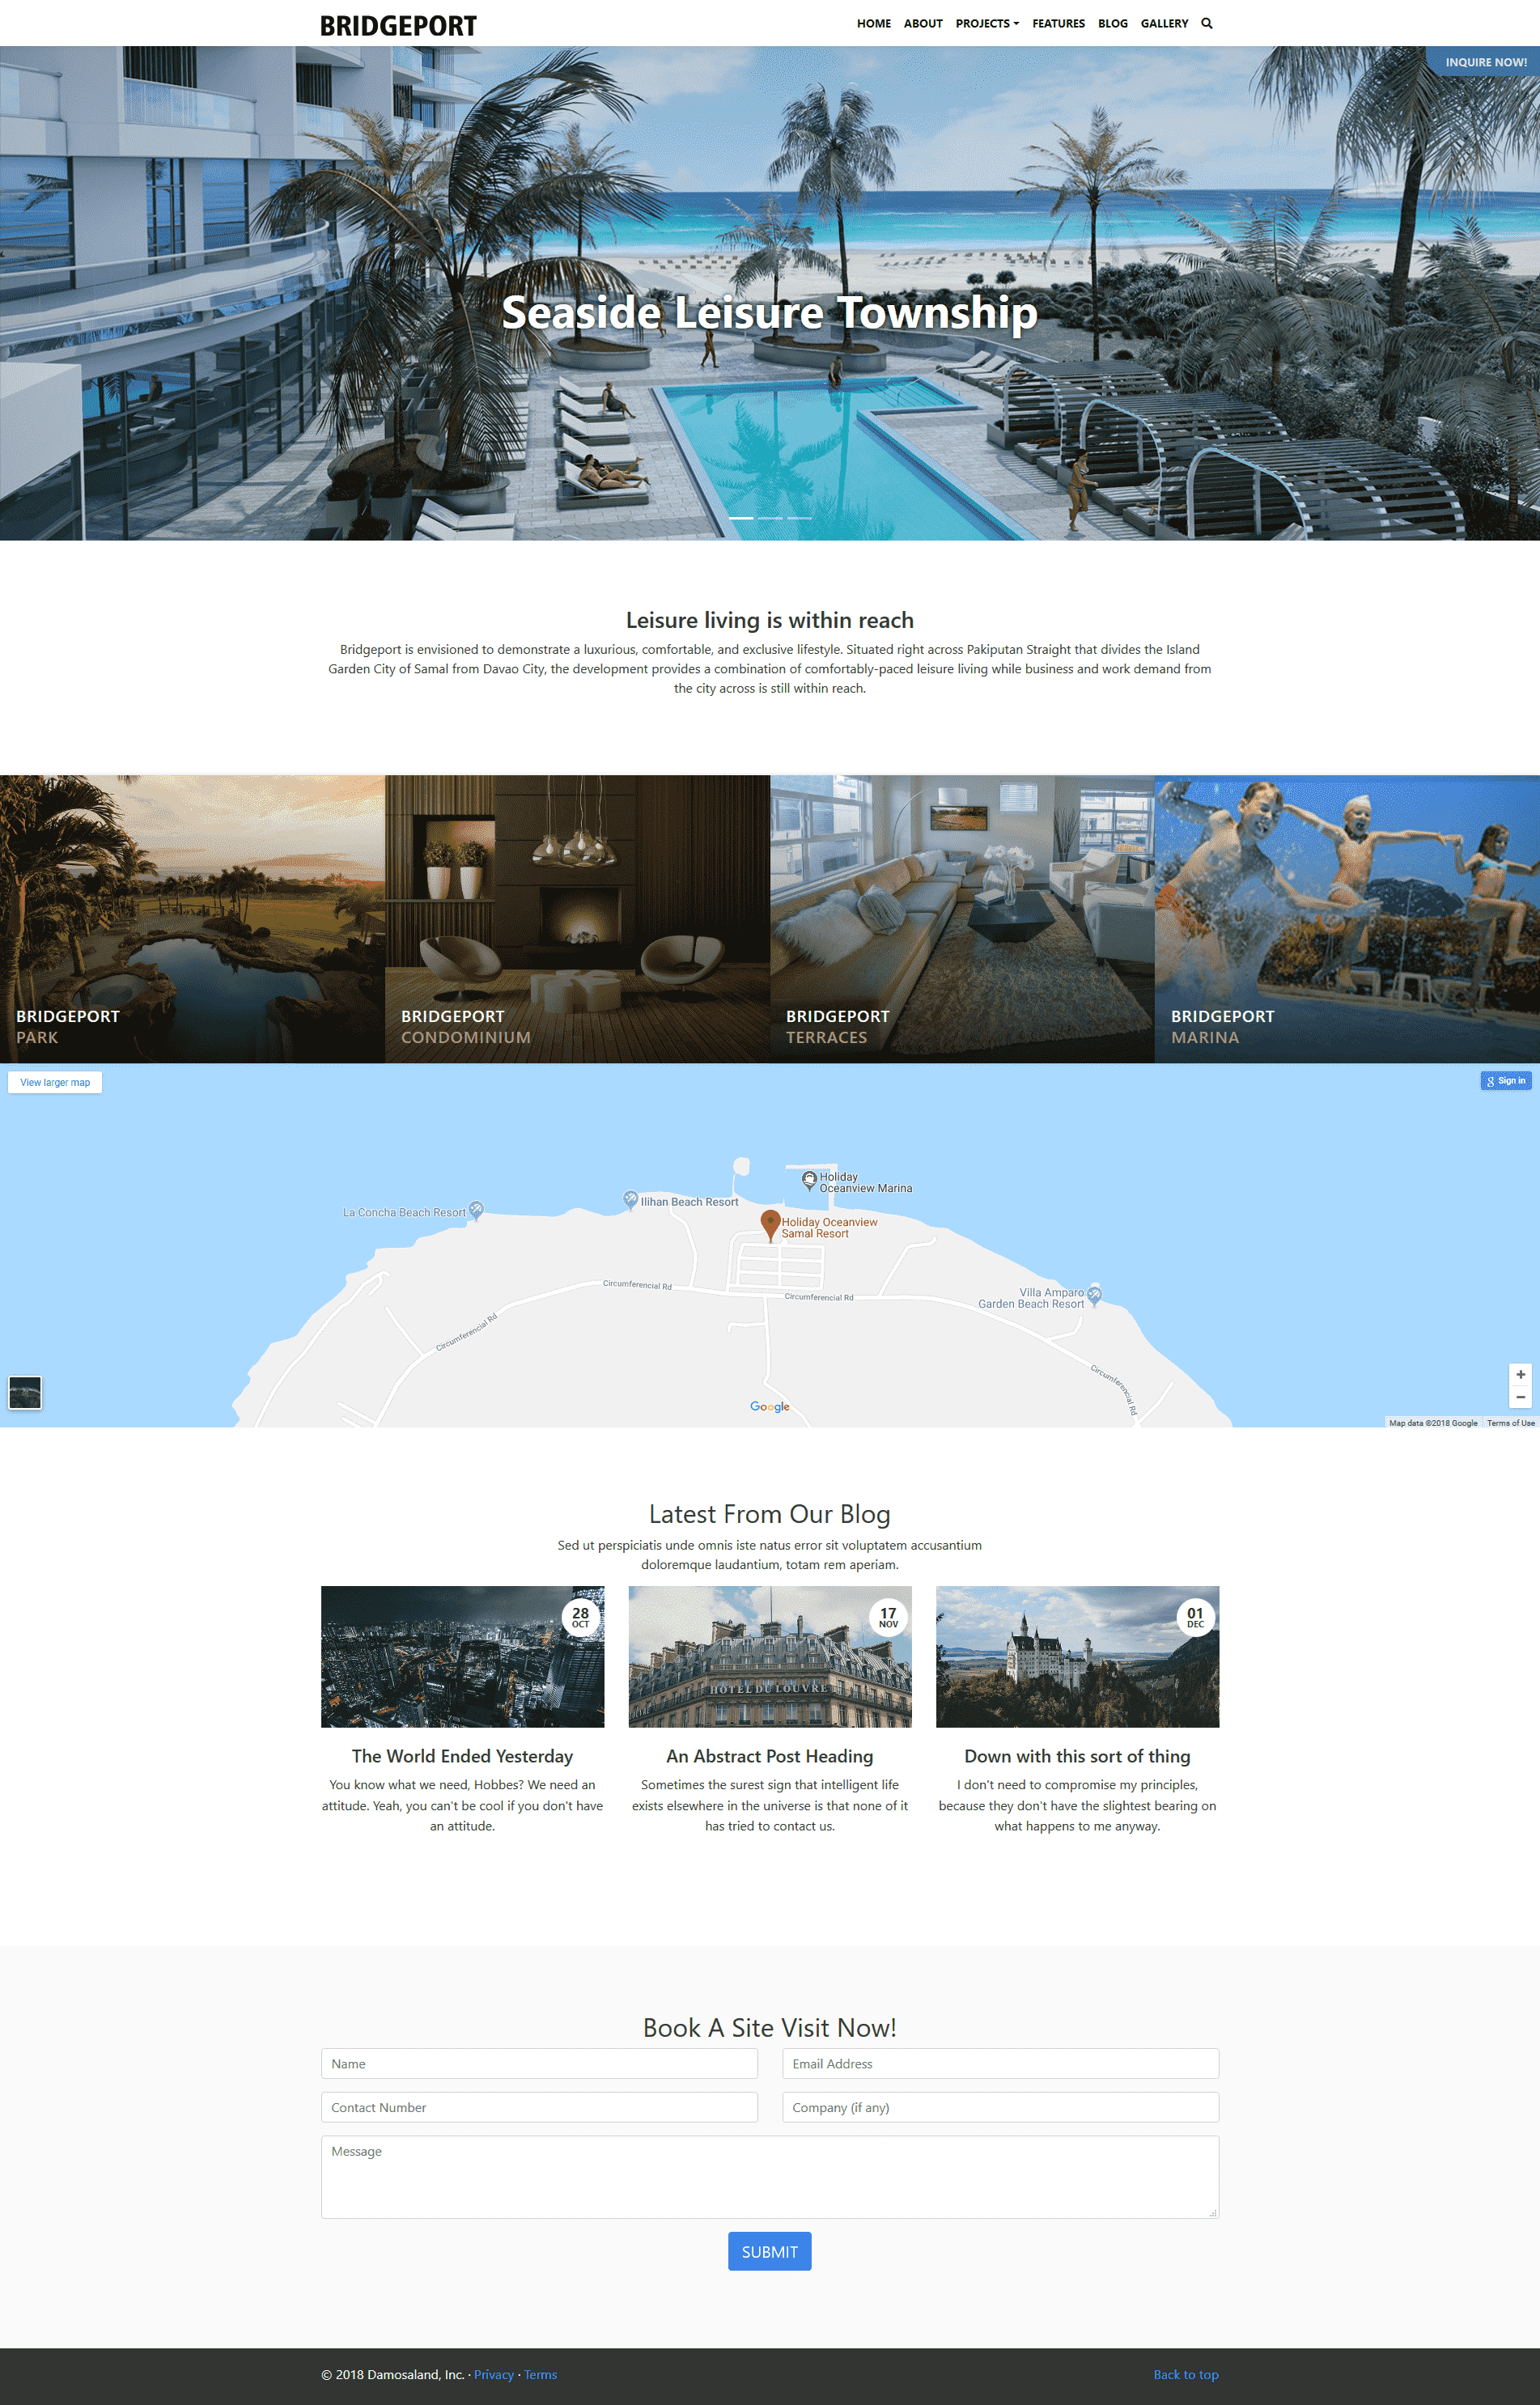 BRIDGEPORT
HOME ABOUT PROJECTS FEATURES BLOG GALLERY
INQUIRE NOW!
Seaside Leisure Township
Leisure living is within reach
Bridgeport is envisioned to demonstrate a luxurious, comfortable, and exclusive lifestyle. Situated right across Pakiputan Straight that divides the Island
Garden City of Samal from Davao City, the development provides a combination of comfortably-paced leisure living while business and work demand from
the city across is still within reach.
BRIDGEPORT
PARK
BRIDGEPORT
CONDOMINIUM
BRIDGEPORT
TERRACES
BRIDGEPORT
MARINA
View larger map
Sign in
Holiday
Oceanview Marina
Ilihan Beach Resort
La Concha Beach Resort
Holiday Oceanview
Samal Resort
Circumferencial Rd
Circumferencial Rd
Villa Amparo
Garden Beach Resort
Circumferencial Rd
Circumferencial Rd
Google
Map data ©2018 Google Terms of Use
Latest From Our Blog
Sed ut perspiciatis unde omnis iste natus error sit voluptatem accusantium
doloremque laudantium, totam rem aperiam.
28
OCT
HOTEL DU LOUVRE
17
NOV
01
DEC
The World Ended Yesterday
You know what we need, Hobbes? We need an
attitude. Yeah, you can't be cool if you don't have
an attitude.
An Abstract Post Heading
Sometimes the surest sign that intelligent life
exists elsewhere in the universe is that none of it
has tried to contact us.
Down with this sort of thing
I don't need to compromise my principles,
because they don't have the slightest bearing on
what happens to me anyway.
Book A Site Visit Now!
Name
Email Address
Contact Number
Company (if any)
Message
SUBMIT
© 2018 Damosaland, Inc. · Privacy · Terms
Back to top